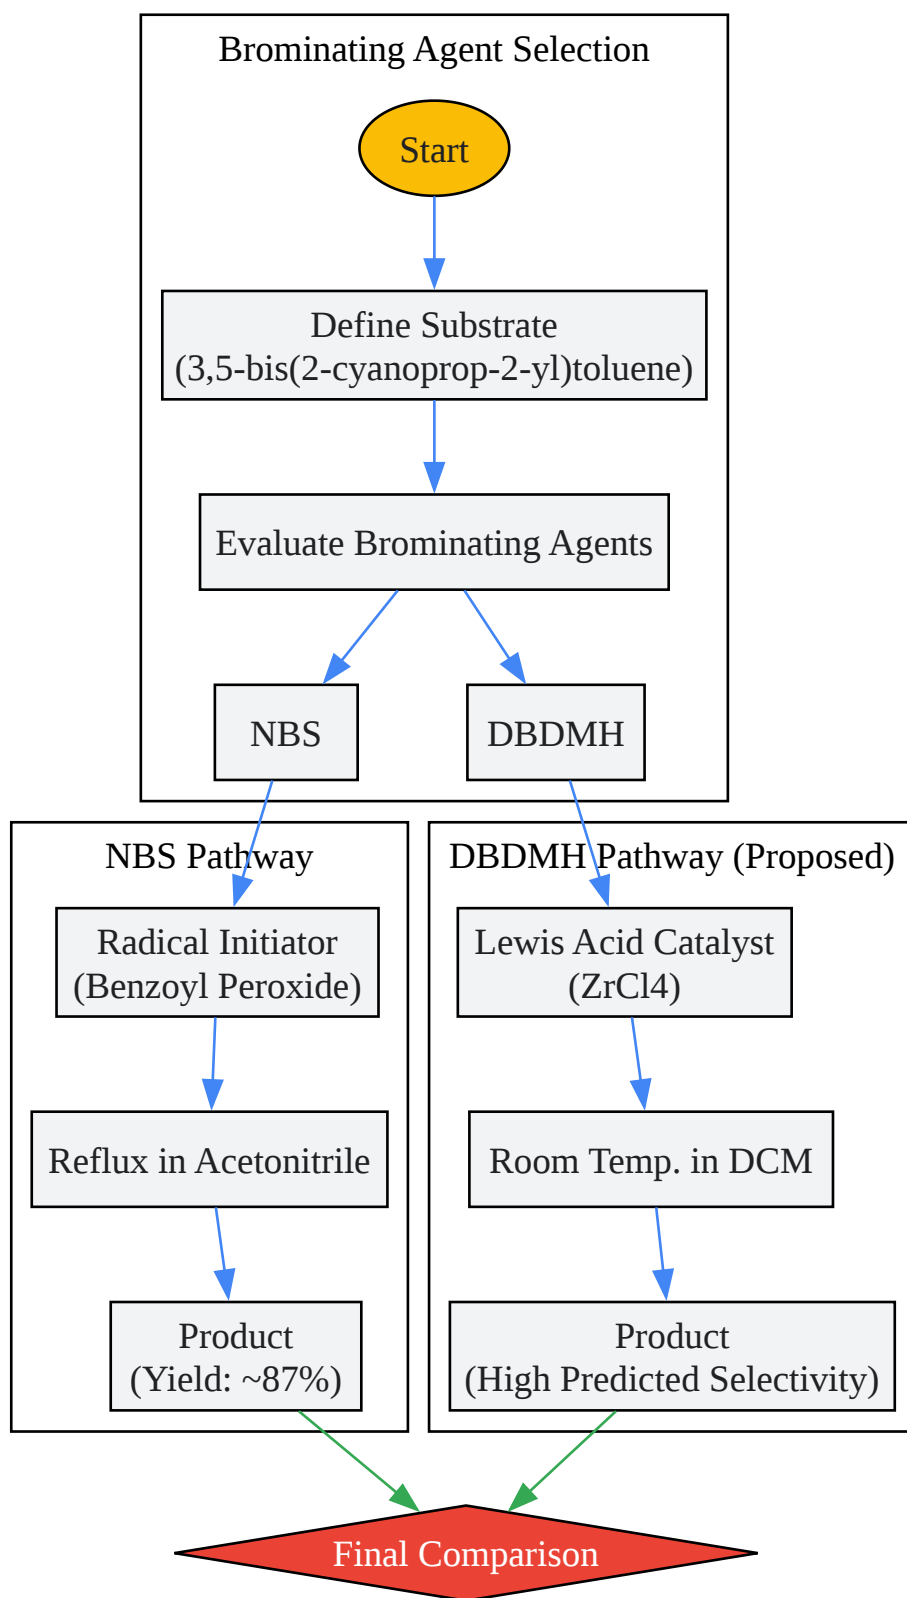 Brominating Agent Selection
Start
Define Substrate
(3,5-bis(2-cyanoprop-2-yl)toluene)
Evaluate Brominating Agents
NBS
DBDMH
NBS Pathway
Radical Initiator
(Benzoyl Peroxide)
Reflux in Acetonitrile
Product
(Yield: ~87%)
DBDMH Pathway (Proposed)
Lewis Acid Catalyst
(ZrCl4)
Room Temp. in DCM
Product
(High Predicted Selectivity)
Final Comparison